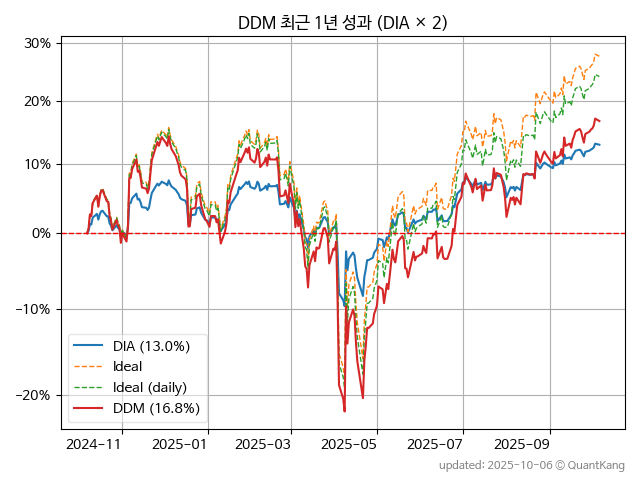 DDM 최근 1년 성과 (DIA × 2)
30%
20%
10%
0%
−10%
−20%
DIA (13.0%)
Ideal
Ideal (daily)
DDM (16.8%)
2024-11 2025-01 2025-03 2025-05 2025-07 2025-09
updated: 2025-10-06 © QuantKang